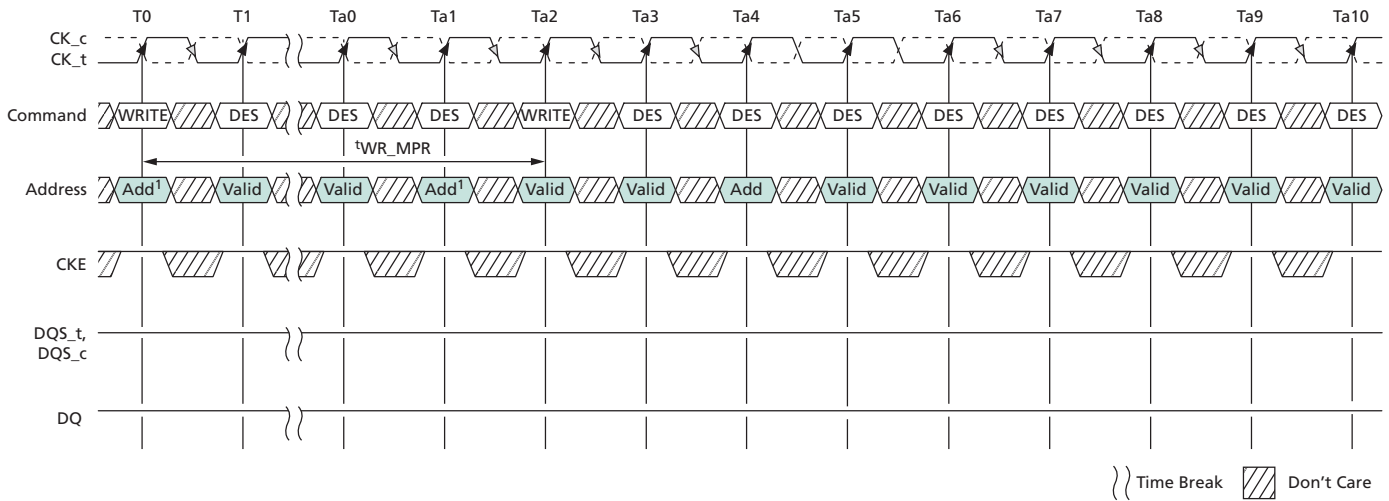 T0 T1 Ta0 Ta1 Ta2 Ta3 Ta4 Ta5 Ta6 Ta7 Ta8 Ta9 Ta10
CK_c
CK_t
Command WRITE DES DES DES WRITE DES DES DES DES DES DES DES DES
tWR_MPR
Address Add1 Valid Valid Add1 Valid Valid Add Valid Valid Valid Valid Valid Valid
CKE
DQS_t,
DQS_c
DQ
Time Break Don't Care